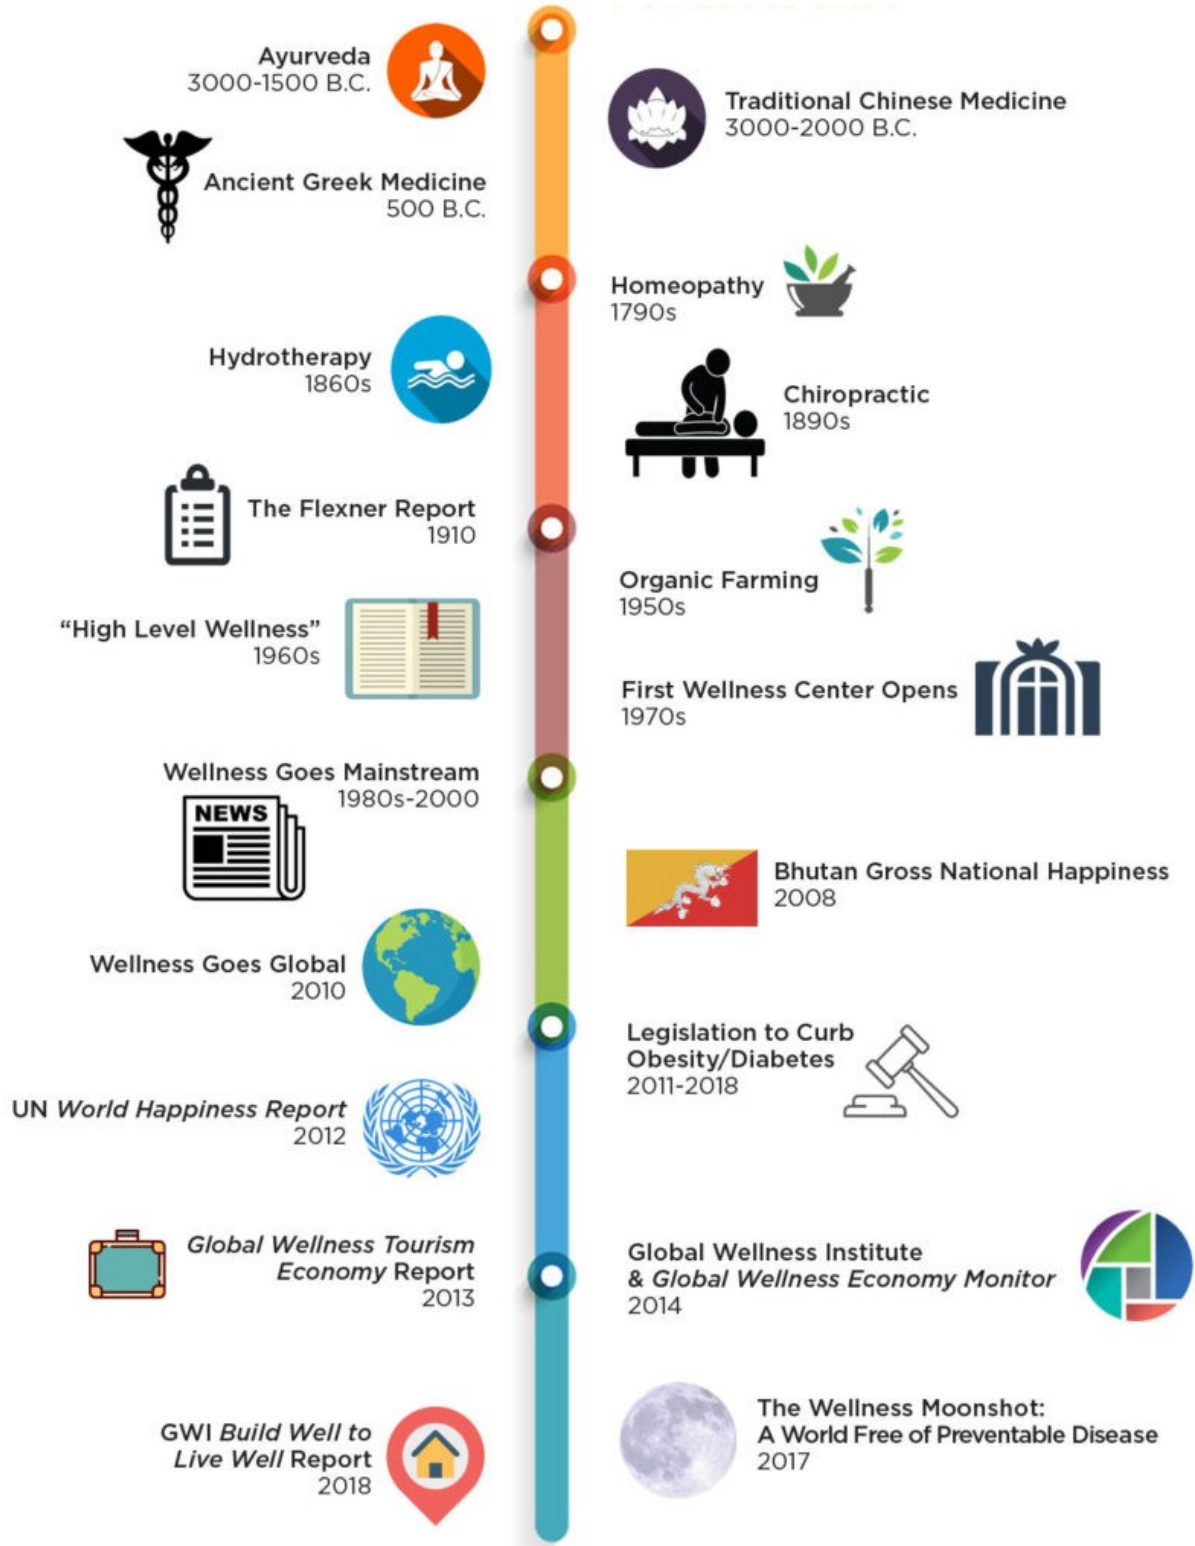 Ayurveda
3000-1500 B.C.
Traditional Chinese Medicine
3000-2000 B.C.
Ancient Greek Medicine
500 B.C.
Homeopathy
1790s
Hydrotherapy
1860s
Chiropractic
1890s
The Flexner Report
1910
Organic Farming
1950s
“High Level Wellness”
1960s
First Wellness Center Opens
1970s
Wellness Goes Mainstream
1980s-2000
NEWS
Bhutan Gross National Happiness
2008
Wellness Goes Global
2010
Legislation to Curb
Obesity/Diabetes
2011-2018
UN World Happiness Report
2012
Global Wellness Tourism
Economy Report
2013
Global Wellness Institute
& Global Wellness Economy Monitor
2014
The Wellness Moonshot:
A World Free of Preventable Disease
2017
GWI Build Well to
Live Well Report
2018